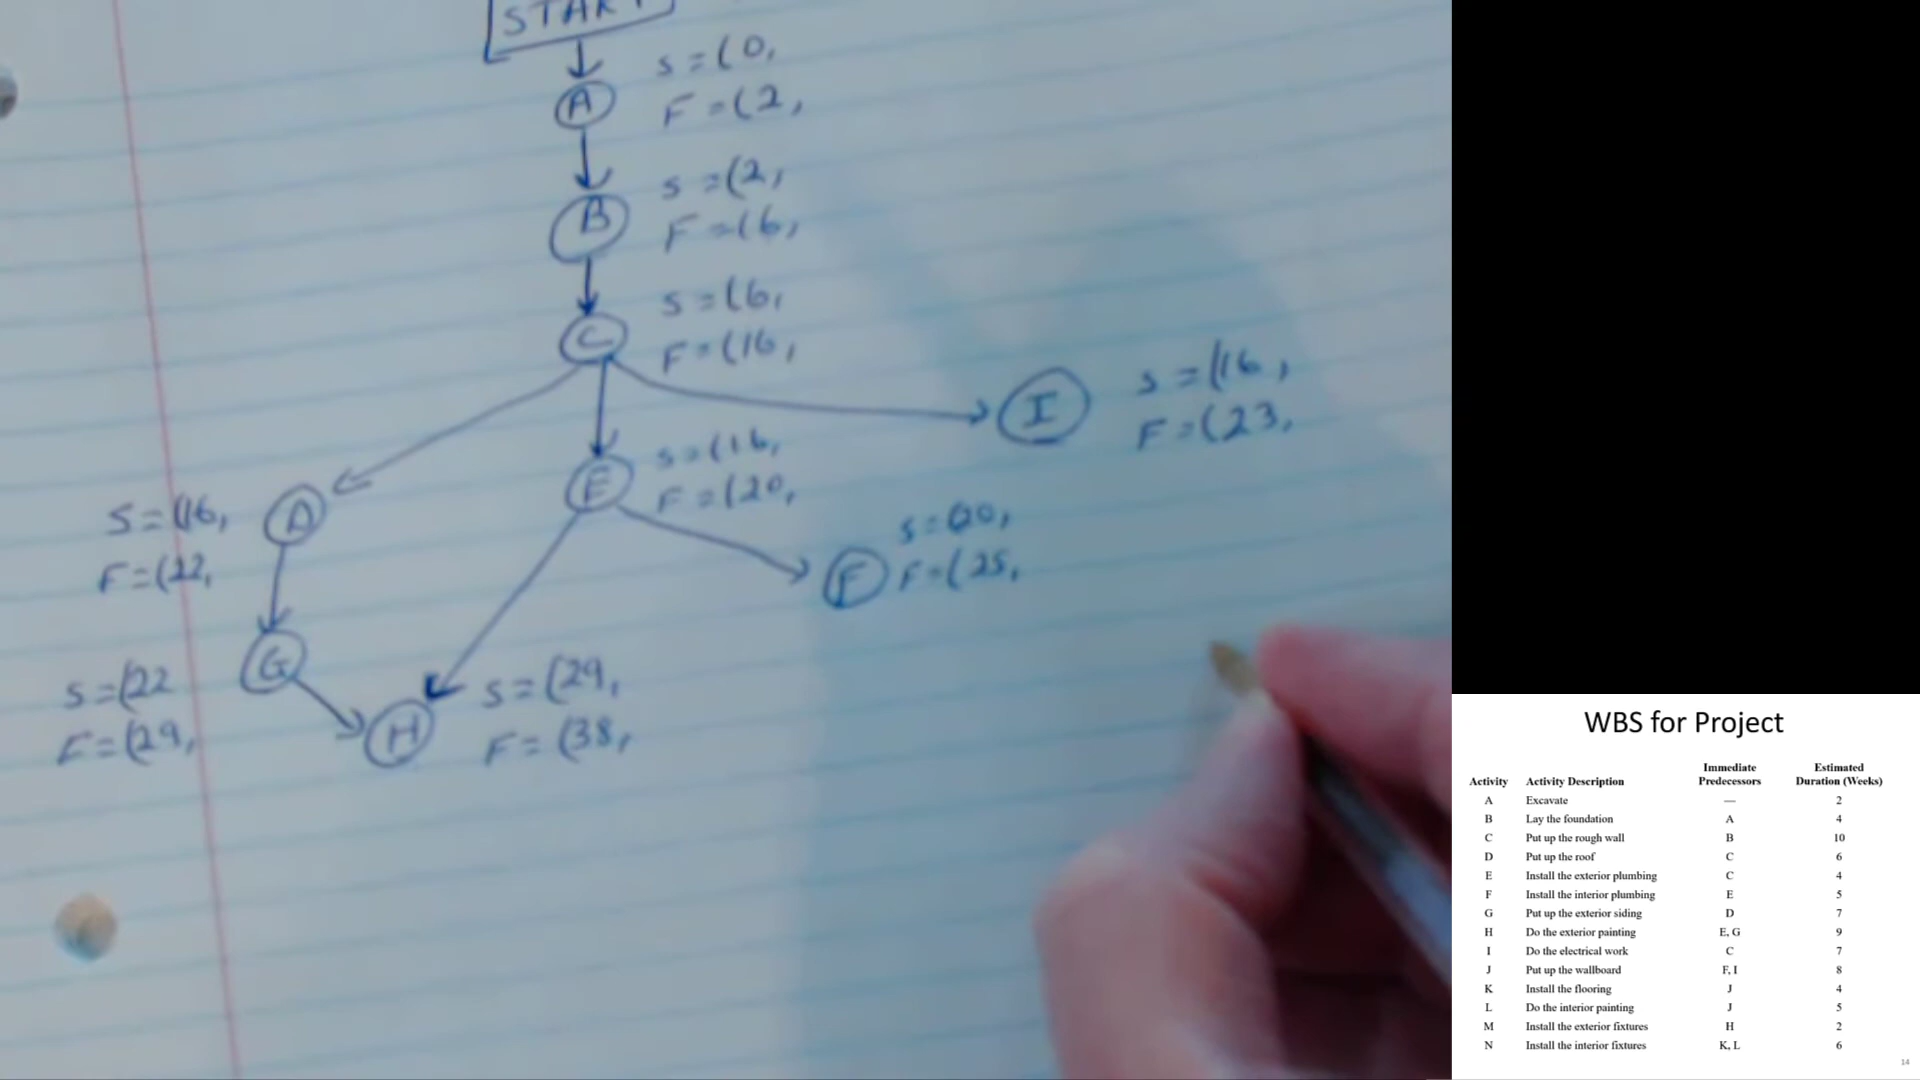 START
S=(0,
A
F=(2,
S=(2,
B
F=(6,
S=(6,
C
F=(16,
S=(16,
I
F=(23,
S=(16,
E
F=(20,
S=(16,
D
F=(22,
S=(20,
F
F=(25,
S=(22
G
F=(29,
S=(29,
H
F=(38,
WBS for Project
Activity Activity Description Immediate Predecessors Estimated Duration (Weeks)
A Excavate — 2
B Lay the foundation A 4
C Put up the rough wall B 10
D Put up the roof C 6
E Install the exterior plumbing C 4
F Install the interior plumbing E 5
G Put up the exterior siding D 7
H Do the exterior painting E, G 9
I Do the electrical work C 7
J Put up the wallboard F, I 8
K Install the flooring J 4
L Do the interior painting J 5
M Install the exterior fixtures H 2
N Install the interior fixtures K, L 6
14